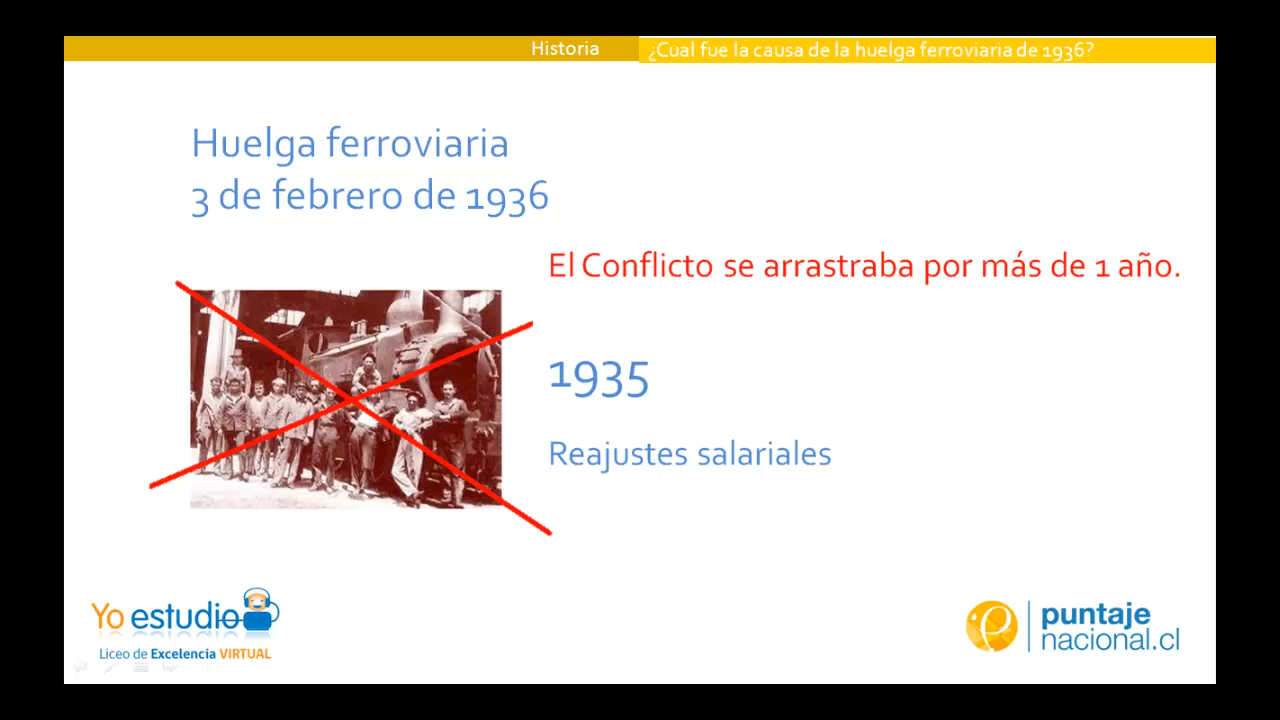 Historia
¿Cual fue la causa de la huelga ferroviaria de 1936?
Huelga ferroviaria
3 de febrero de 1936
El Conflicto se arrastraba por más de 1 año.
1935
Reajustes salariales
Yo estudio
Liceo de Excelencia VIRTUAL
puntaje
nacional.cl